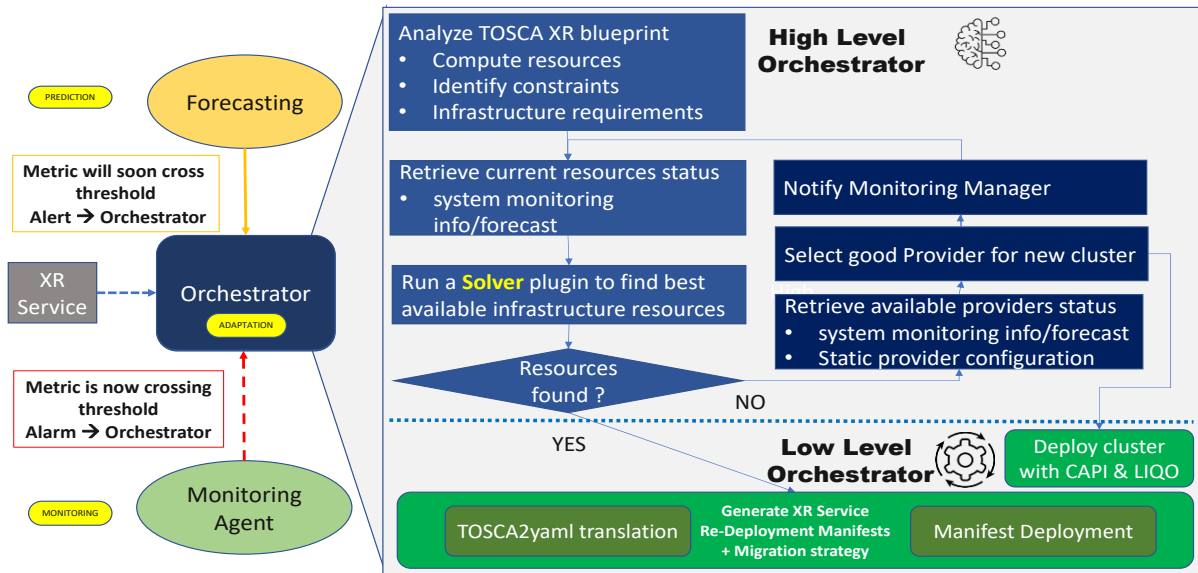 PREDICTION
Forecasting
Metric will soon cross
threshold
Alert → Orchestrator
XR
Service
Orchestrator
ADAPTATION
Metric is now crossing
threshold
Alarm → Orchestrator
MONITORING
Monitoring
Agent
Analyze TOSCA XR blueprint
• Compute resources
• Identify constraints
• Infrastructure requirements
High Level
Orchestrator
Retrieve current resources status
• system monitoring
info/forecast
Run a Solver plugin to find best
available infrastructure resources
Resources
found ?
NO
YES
Notify Monitoring Manager
Select good Provider for new cluster
High
Retrieve available providers status
• system monitoring info/forecast
• Static provider configuration
Low Level
Orchestrator
Deploy cluster
with CAPI & LIQO
TOSCA2yaml translation
Generate XR Service
Re-Deployment Manifests
+ Migration strategy
Manifest Deployment